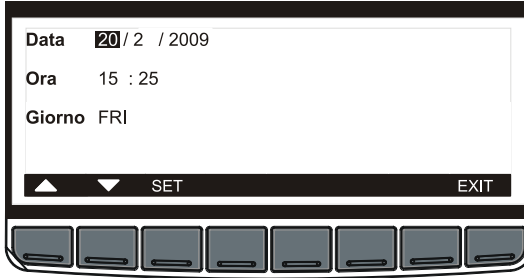 Data 20 / 2 / 2009
Ora 15 : 25
Giorno FRI
SET EXIT